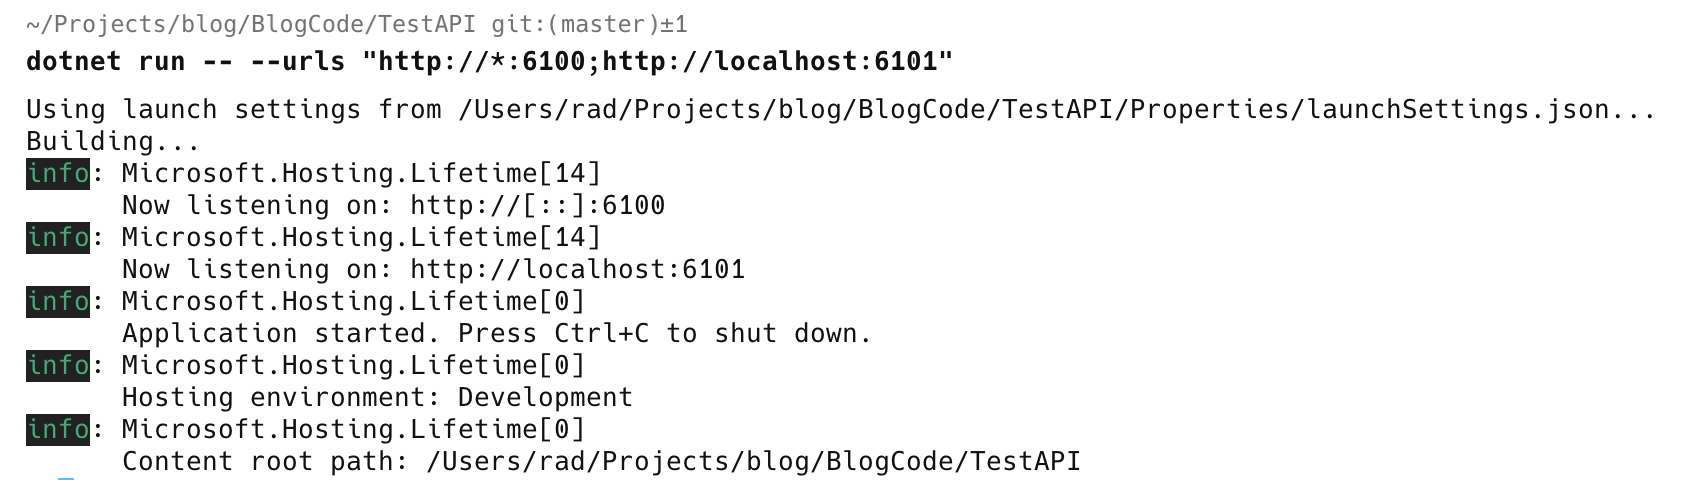 ~/Projects/blog/BlogCode/TestAPI git:(master)±1
dotnet run -- --urls "http://*:6100;http://localhost:6101"
Using launch settings from /Users/rad/Projects/blog/BlogCode/TestAPI/Properties/launchSettings.json...
Building...
info: Microsoft.Hosting.Lifetime[14]
      Now listening on: http://[::]:6100
info: Microsoft.Hosting.Lifetime[14]
      Now listening on: http://localhost:6101
info: Microsoft.Hosting.Lifetime[0]
      Application started. Press Ctrl+C to shut down.
info: Microsoft.Hosting.Lifetime[0]
      Hosting environment: Development
info: Microsoft.Hosting.Lifetime[0]
      Content root path: /Users/rad/Projects/blog/BlogCode/TestAPI